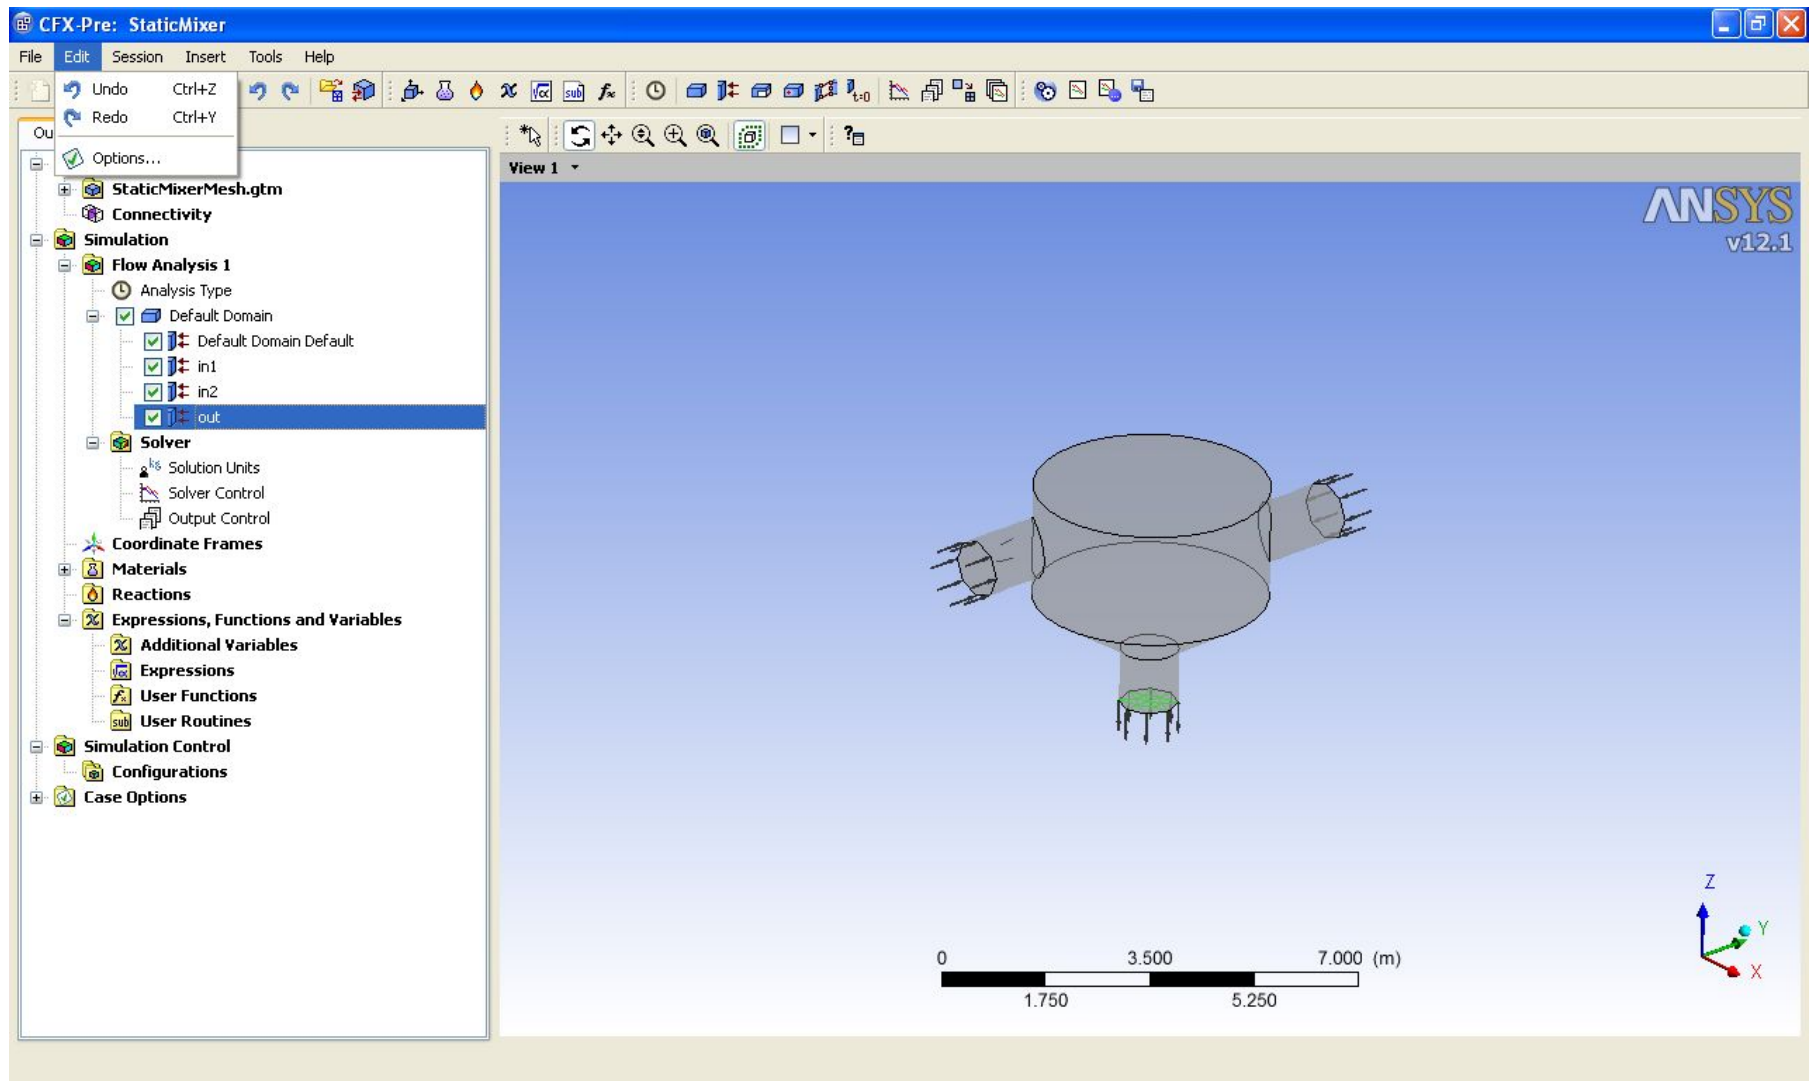 CFX-Pre: StaticMixer
File Edit Session Insert Tools Help
Undo Ctrl+Z
Redo Ctrl+Y
Options...
Ou
View 1
StaticMixerMesh.gtm
Connectivity
Simulation
Flow Analysis 1
Analysis Type
Default Domain
Default Domain Default
in1
in2
out
Solver
Solution Units
Solver Control
Output Control
Coordinate Frames
Materials
Reactions
Expressions, Functions and Variables
Additional Variables
Expressions
User Functions
User Routines
Simulation Control
Configurations
Case Options
ANSYS
v12.1
Z
Y
X
0 3.500 7.000 (m)
1.750 5.250